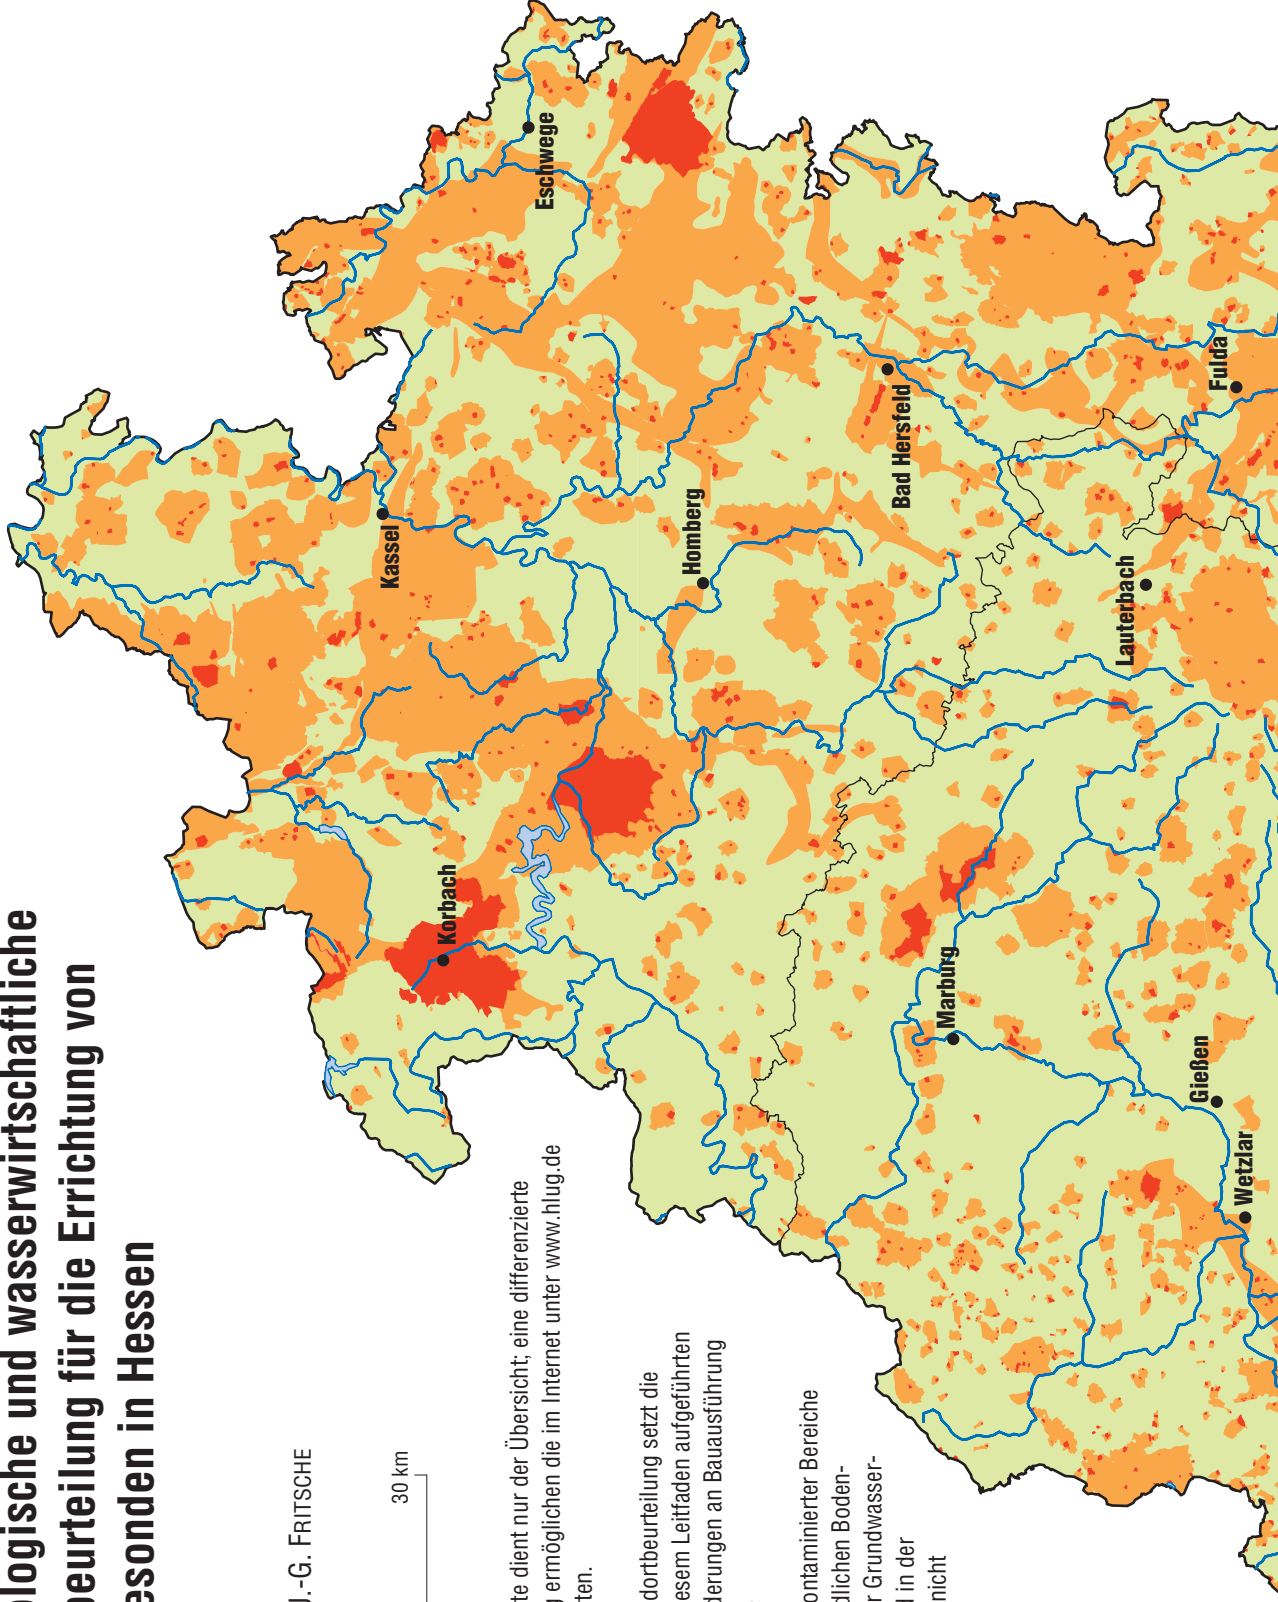 ologische und wasserwirtschaftliche
beurteilung für die Errichtung von
esonden in Hessen
J.-G. FRITSCHE
30 km
te dient nur der Übersicht; eine differenzierte
g ermöglichen die im Internet unter www.hlug.de
ten.
dortbeurteilung setzt die
esem Leitfaden aufgeführten
derungen an Bauausführung
ontaminierter Bereiche
dlichen Boden-
r Grundwasser-
d in der
nicht
Eschwege
Kassel
Korbach
Homberg
Bad Hersfeld
Fulda
Lauterbach
Marburg
Gießen
Wetzlar